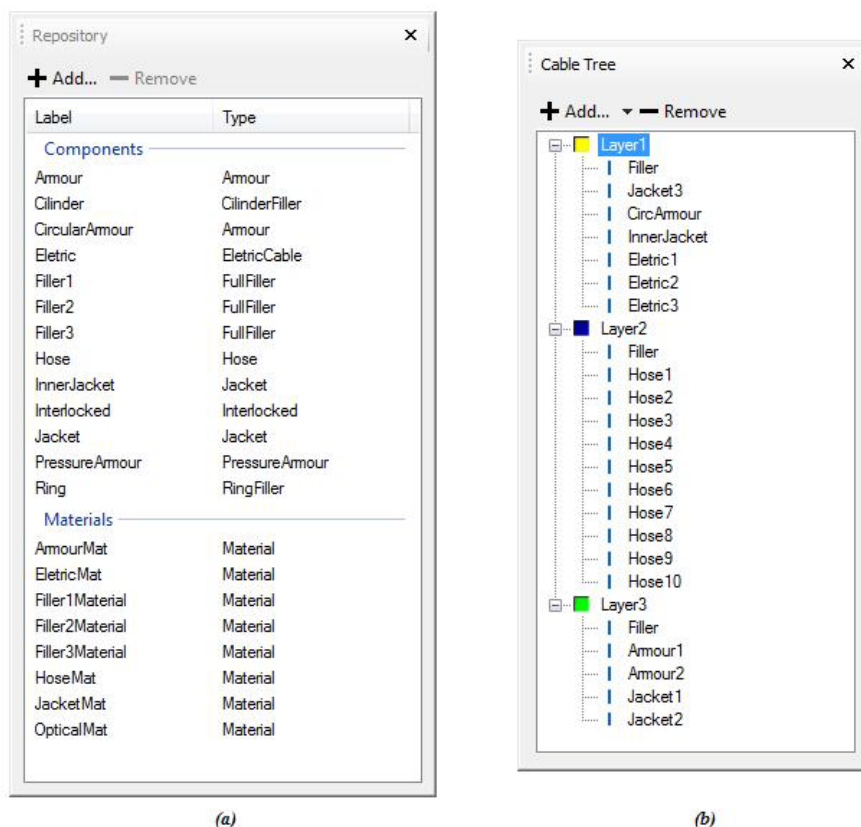 Repository
Add... Remove
Label Type
Components
Armour Armour
Cilinder CilinderFiller
CircularArmour Armour
Eletric EletricCable
Filler1 FullFiller
Filler2 FullFiller
Filler3 FullFiller
Hose Hose
InnerJacket Jacket
Interlocked Interlocked
Jacket Jacket
PressureArmour PressureArmour
Ring RingFiller
Materials
ArmourMat Material
EletricMat Material
Filler1Material Material
Filler2Material Material
Filler3Material Material
HoseMat Material
JacketMat Material
OpticalMat Material
(a)
Cable Tree
Add... Remove
Layer1
Filler
Jacket3
CircArmour
InnerJacket
Eletric1
Eletric2
Eletric3
Layer2
Filler
Hose1
Hose2
Hose3
Hose4
Hose5
Hose6
Hose7
Hose8
Hose9
Hose10
Layer3
Filler
Armour1
Armour2
Jacket1
Jacket2
(b)